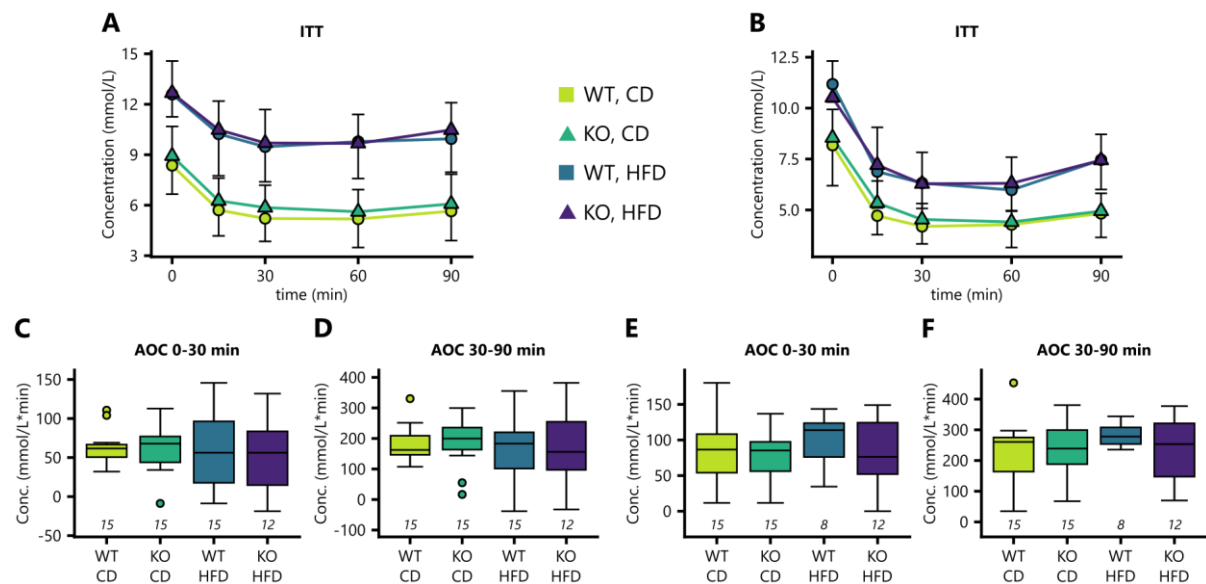 A
ITT
Concentration (mmol/L)
15
12
9
6
3
0
30
60
90
time (min)
WT, CD
KO, CD
WT, HFD
KO, HFD
B
ITT
Concentration (mmol/L)
12.5
10.0
7.5
5.0
0
30
60
90
time (min)
C
AOC 0-30 min
Conc. (mmol/L*min)
150
100
50
0
-50
15 15 15 12
WT KO WT KO
CD CD HFD HFD
D
AOC 30-90 min
400
300
200
100
0
-100
15 15 15 12
WT KO WT KO
CD CD HFD HFD
E
AOC 0-30 min
Conc. (mmol/L*min)
150
100
50
0
15 15 8 12
WT KO WT KO
CD CD HFD HFD
F
AOC 30-90 min
Conc. (mmol/L*min)
400
300
200
100
0
15 15 8 12
WT KO WT KO
CD CD HFD HFD